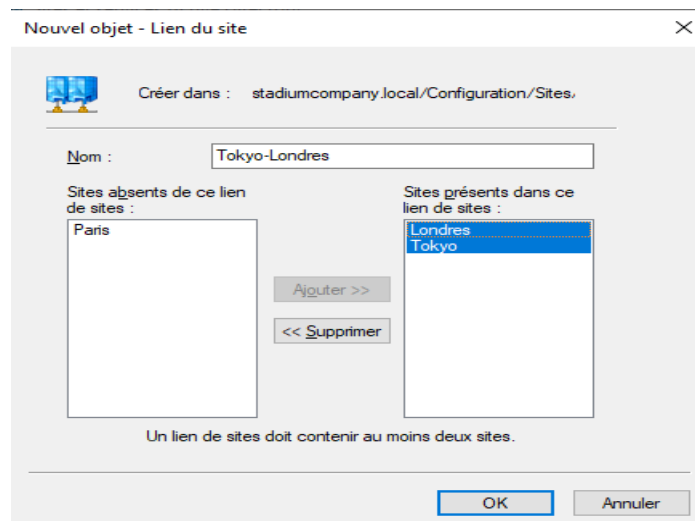 Nouvel objet - Lien du site
Créer dans : stadiumcompany.local/Configuration/Sites/
Nom : Tokyo-Londres
Sites absents de ce lien
de sites :
Sites présents dans ce
lien de sites :
Paris
Londres
Tokyo
Ajouter >>
<< Supprimer
Un lien de sites doit contenir au moins deux sites.
OK
Annuler